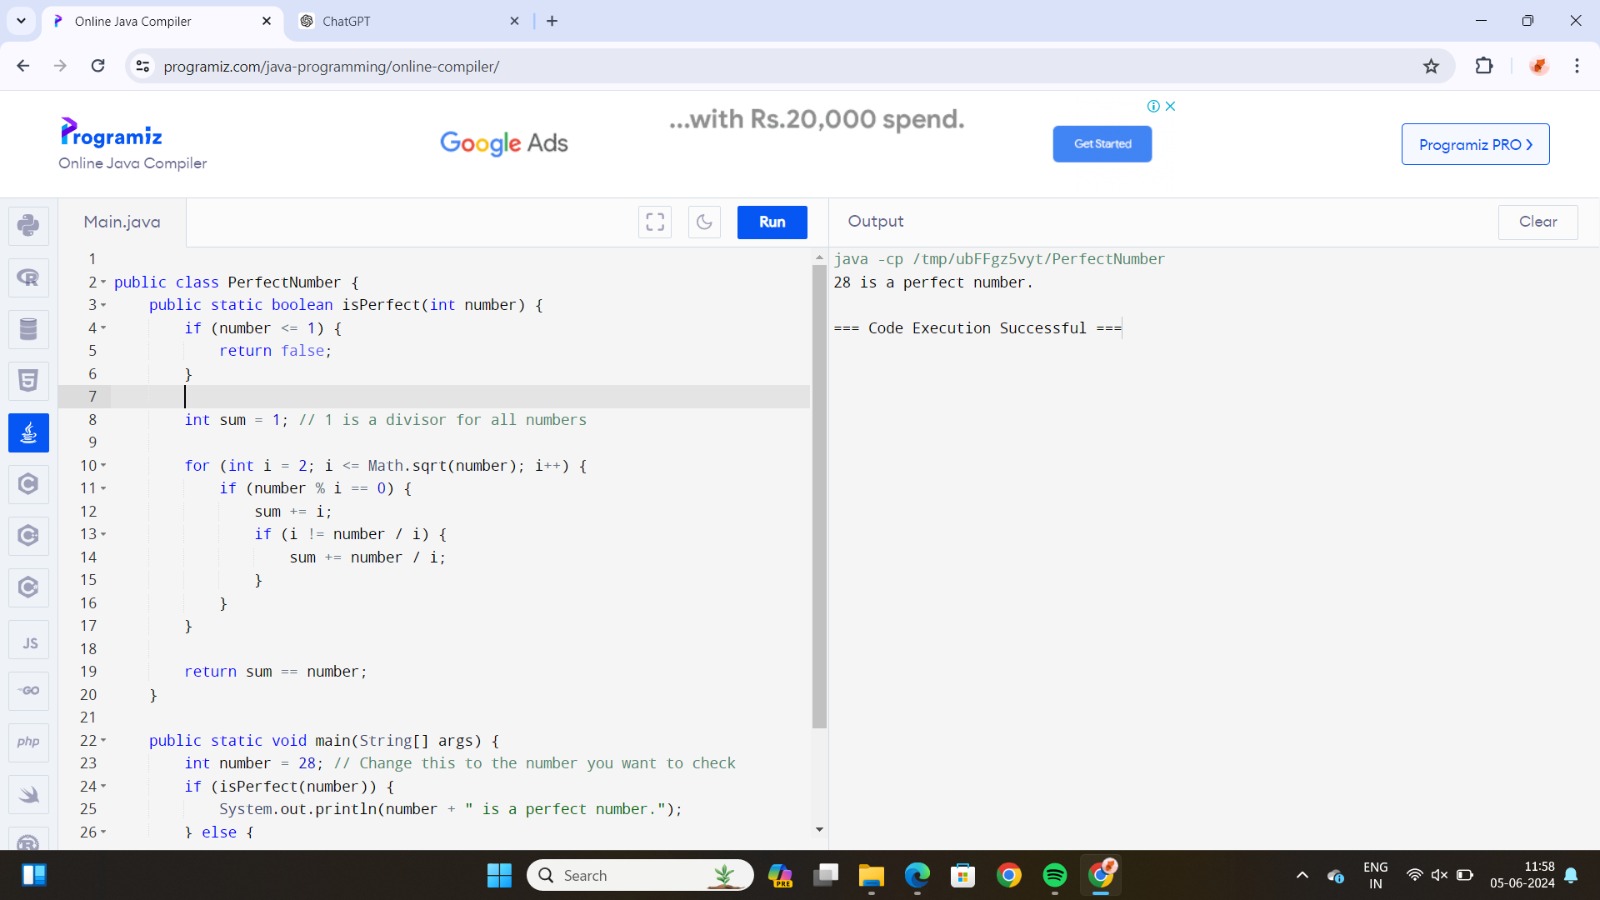 Online Java Compiler
ChatGPT
programiz.com/java-programming/online-compiler/
Programiz
Online Java Compiler
Google Ads
...with Rs.20,000 spend.
Get Started
Programiz PRO
Main.java
Run
Output
Clear
1
2 public class PerfectNumber {
3     public static boolean isPerfect(int number) {
4         if (number <= 1) {
5             return false;
6         }
7
8         int sum = 1; // 1 is a divisor for all numbers
9
10         for (int i = 2; i <= Math.sqrt(number); i++) {
11             if (number % i == 0) {
12                 sum += i;
13                 if (i != number / i) {
14                     sum += number / i;
15                 }
16             }
17         }
18
19         return sum == number;
20     }
21
22     public static void main(String[] args) {
23         int number = 28; // Change this to the number you want to check
24         if (isPerfect(number)) {
25             System.out.println(number + " is a perfect number.");
26         } else {
java -cp /tmp/ubFFgz5vyt/PerfectNumber
28 is a perfect number.
=== Code Execution Successful ===
JS
GO
php
Search
PRE
ENG
IN
11:58
05-06-2024